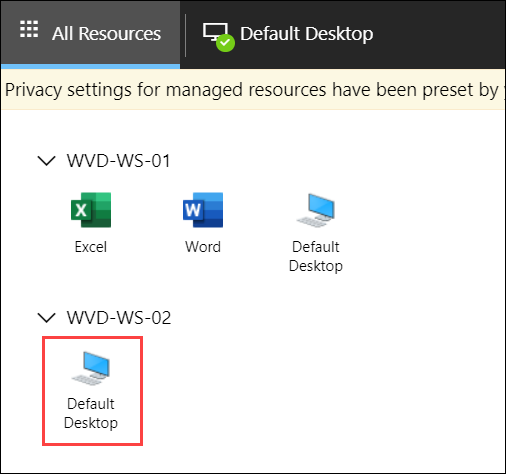 All Resources
Default Desktop
Privacy settings for managed resources have been preset by
WVD-WS-01
Excel
Word
Default
Desktop
WVD-WS-02
Default
Desktop